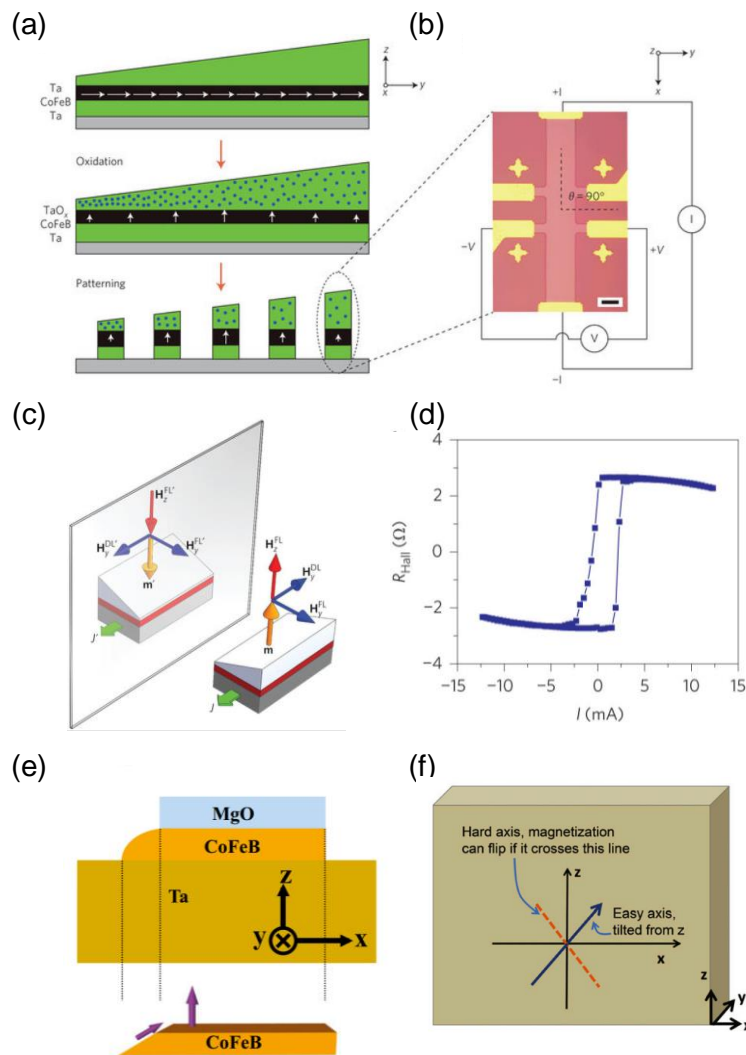 (a)
z
x
y
Ta
CoFeB
Ta
Oxidation
TaOₓ
CoFeB
Ta
Patterning
(b)
z
y
x
+I
θ = 90°
I
−V
+V
V
−I
(c)
H_z^FL′
H_y^DL′
H_y^FL′
m′
J′
H_z^FL
H_y^DL
H_y^FL
m
J
(d)
R_Hall (Ω)
4
2
0
−2
−4
−15 −10 −5 0 5 10 15
I (mA)
(e)
MgO
CoFeB
Ta
z
y
x
CoFeB
(f)
Hard axis, magnetization
can flip if it crosses this line
z
Easy axis,
tilted from z
x
z
y
x